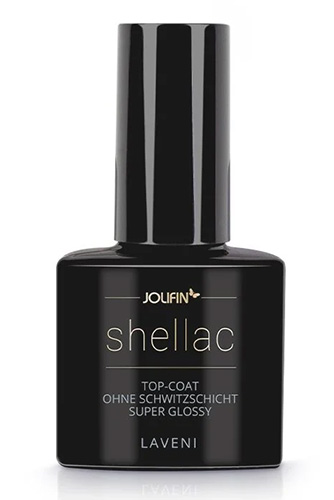 JOLIFIN
shellac
TOP-COAT
OHNE SCHWITZSCHICHT
SUPER GLOSSY
LAVENI